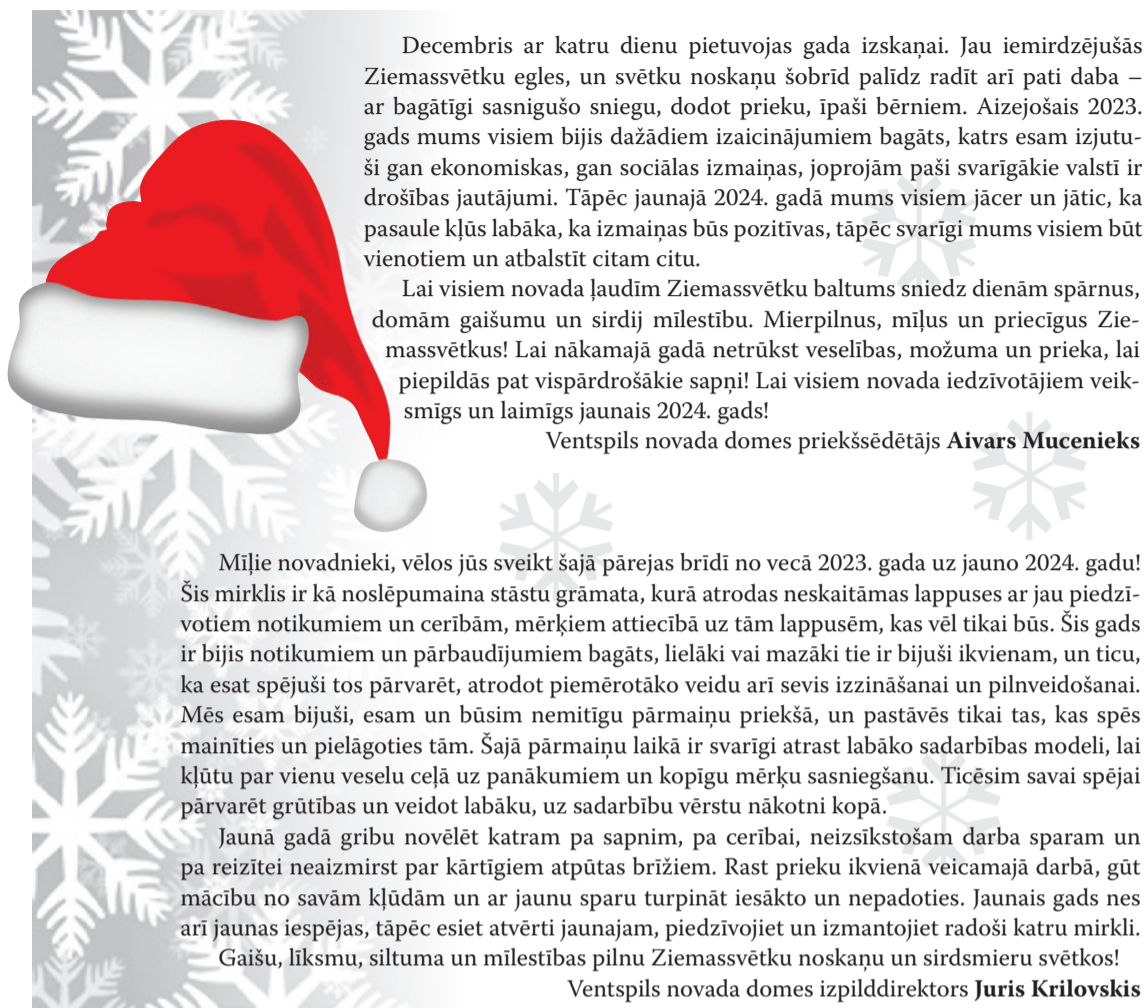 Decembris ar katru dienu pietuvojas gada izskaņai. Jau iemirdzējušās
Ziemassvētku egles, un svētku noskaņu šobrīd palīdz radīt arī pati daba –
ar bagātīgi sasnigušo sniegu, dodot prieku, īpaši bērniem. Aizejošais 2023.
gads mums visiem bijis dažādiem izaicinājumiem bagāts, katrs esam izjutu-
ši gan ekonomiskas, gan sociālas izmaiņas, joprojām paši svarīgākie valstī ir
drošības jautājumi. Tāpēc jaunajā 2024. gadā mums visiem jācer un jātic, ka
pasaule kļūs labāka, ka izmaiņas būs pozitīvas, tāpēc svarīgi mums visiem būt
vienotiem un atbalstīt citam citu.
Lai visiem novada ļaudīm Ziemassvētku baltums sniedz dienām spārnus,
domām gaišumu un sirdij mīlestību. Mierpilnus, mīļus un priecīgus Zie-
massvētkus! Lai nākamajā gadā netrūkst veselības, možuma un prieka, lai
piepildās pat vispārdrošākie sapņi! Lai visiem novada iedzīvotājiem veik-
smīgs un laimīgs jaunais 2024. gads!
Ventspils novada domes priekšsēdētājs Aivars Mucenieks
Mīļie novadnieki, vēlos jūs sveikt šajā pārejas brīdī no vecā 2023. gada uz jauno 2024. gadu!
Šis mirklis ir kā noslēpumaina stāstu grāmata, kurā atrodas neskaitāmas lappuses ar jau piedzī-
votiem notikumiem un cerībām, mērķiem attiecībā uz tām lappusēm, kas vēl tikai būs. Šis gads
ir bijis notikumiem un pārbaudījumiem bagāts, lielāki vai mazāki tie ir bijuši ikvienam, un ticu,
ka esat spējuši tos pārvarēt, atrodot piemērotāko veidu arī sevis izzināšanai un pilnveidošanai.
Mēs esam bijuši, esam un būsim nemitīgu pārmaiņu priekšā, un pastāvēs tikai tas, kas spēs
mainīties un pielāgoties tām. Šajā pārmaiņu laikā ir svarīgi atrast labāko sadarbības modeli, lai
kļūtu par vienu veselu ceļā uz panākumiem un kopīgu mērķu sasniegšanu. Ticēsim savai spējai
pārvarēt grūtības un veidot labāku, uz sadarbību vērstu nākotni kopā.
Jaunā gadā gribu novēlēt katram pa sapnim, pa cerībai, neizsīkstošam darba sparam un
pa reizītei neaizmirst par kārtīgiem atpūtas brīžiem. Rast prieku ikvienā veicamajā darbā, gūt
mācību no savām kļūdām un ar jaunu sparu turpināt iesākto un nepadoties. Jaunais gads nes
arī jaunas iespējas, tāpēc esiet atvērti jaunajam, piedzīvojiet un izmantojiet radoši katru mirkli.
Gaišu, līksmu, siltuma un mīlestības pilnu Ziemassvētku noskaņu un sirdsmieru svētkos!
Ventspils novada domes izpilddirektors Juris Krilovskis